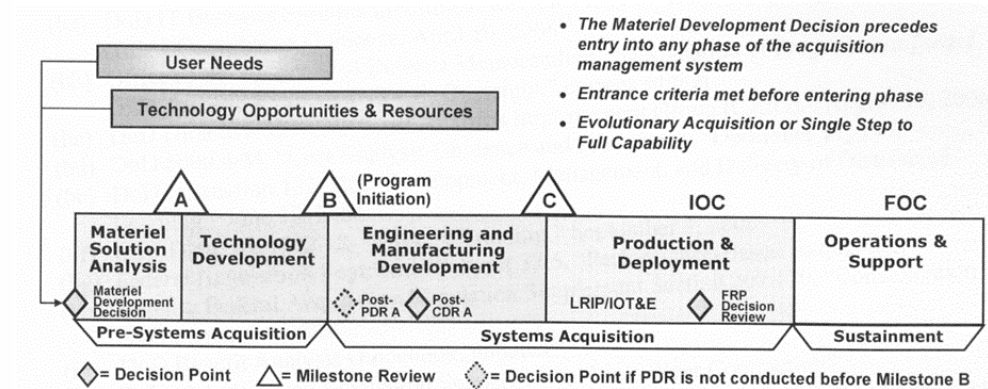 • The Materiel Development Decision precedes
entry into any phase of the acquisition
management system
• Entrance criteria met before entering phase
• Evolutionary Acquisition or Single Step to
Full Capability
User Needs
Technology Opportunities & Resources
A
B
(Program
Initiation)
C
IOC
FOC
Materiel
Solution
Analysis
Technology
Development
Engineering and
Manufacturing
Development
Production &
Deployment
Operations &
Support
Materiel
Development
Decision
Post-
PDR A
Post-
CDR A
LRIP/IOT&E
FRP
Decision
Review
Pre-Systems Acquisition
Systems Acquisition
Sustainment
= Decision Point
= Milestone Review
= Decision Point if PDR is not conducted before Milestone B